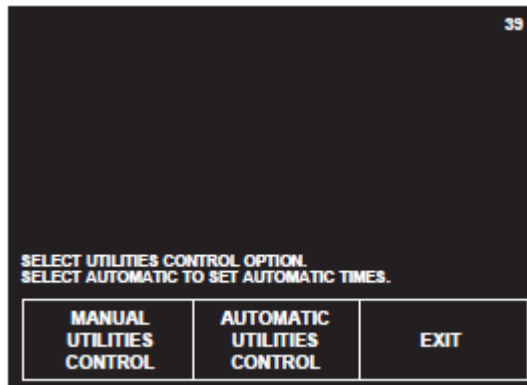 39
SELECT UTILITIES CONTROL OPTION.
SELECT AUTOMATIC TO SET AUTOMATIC TIMES.
MANUAL
UTILITIES
CONTROL
AUTOMATIC
UTILITIES
CONTROL
EXIT